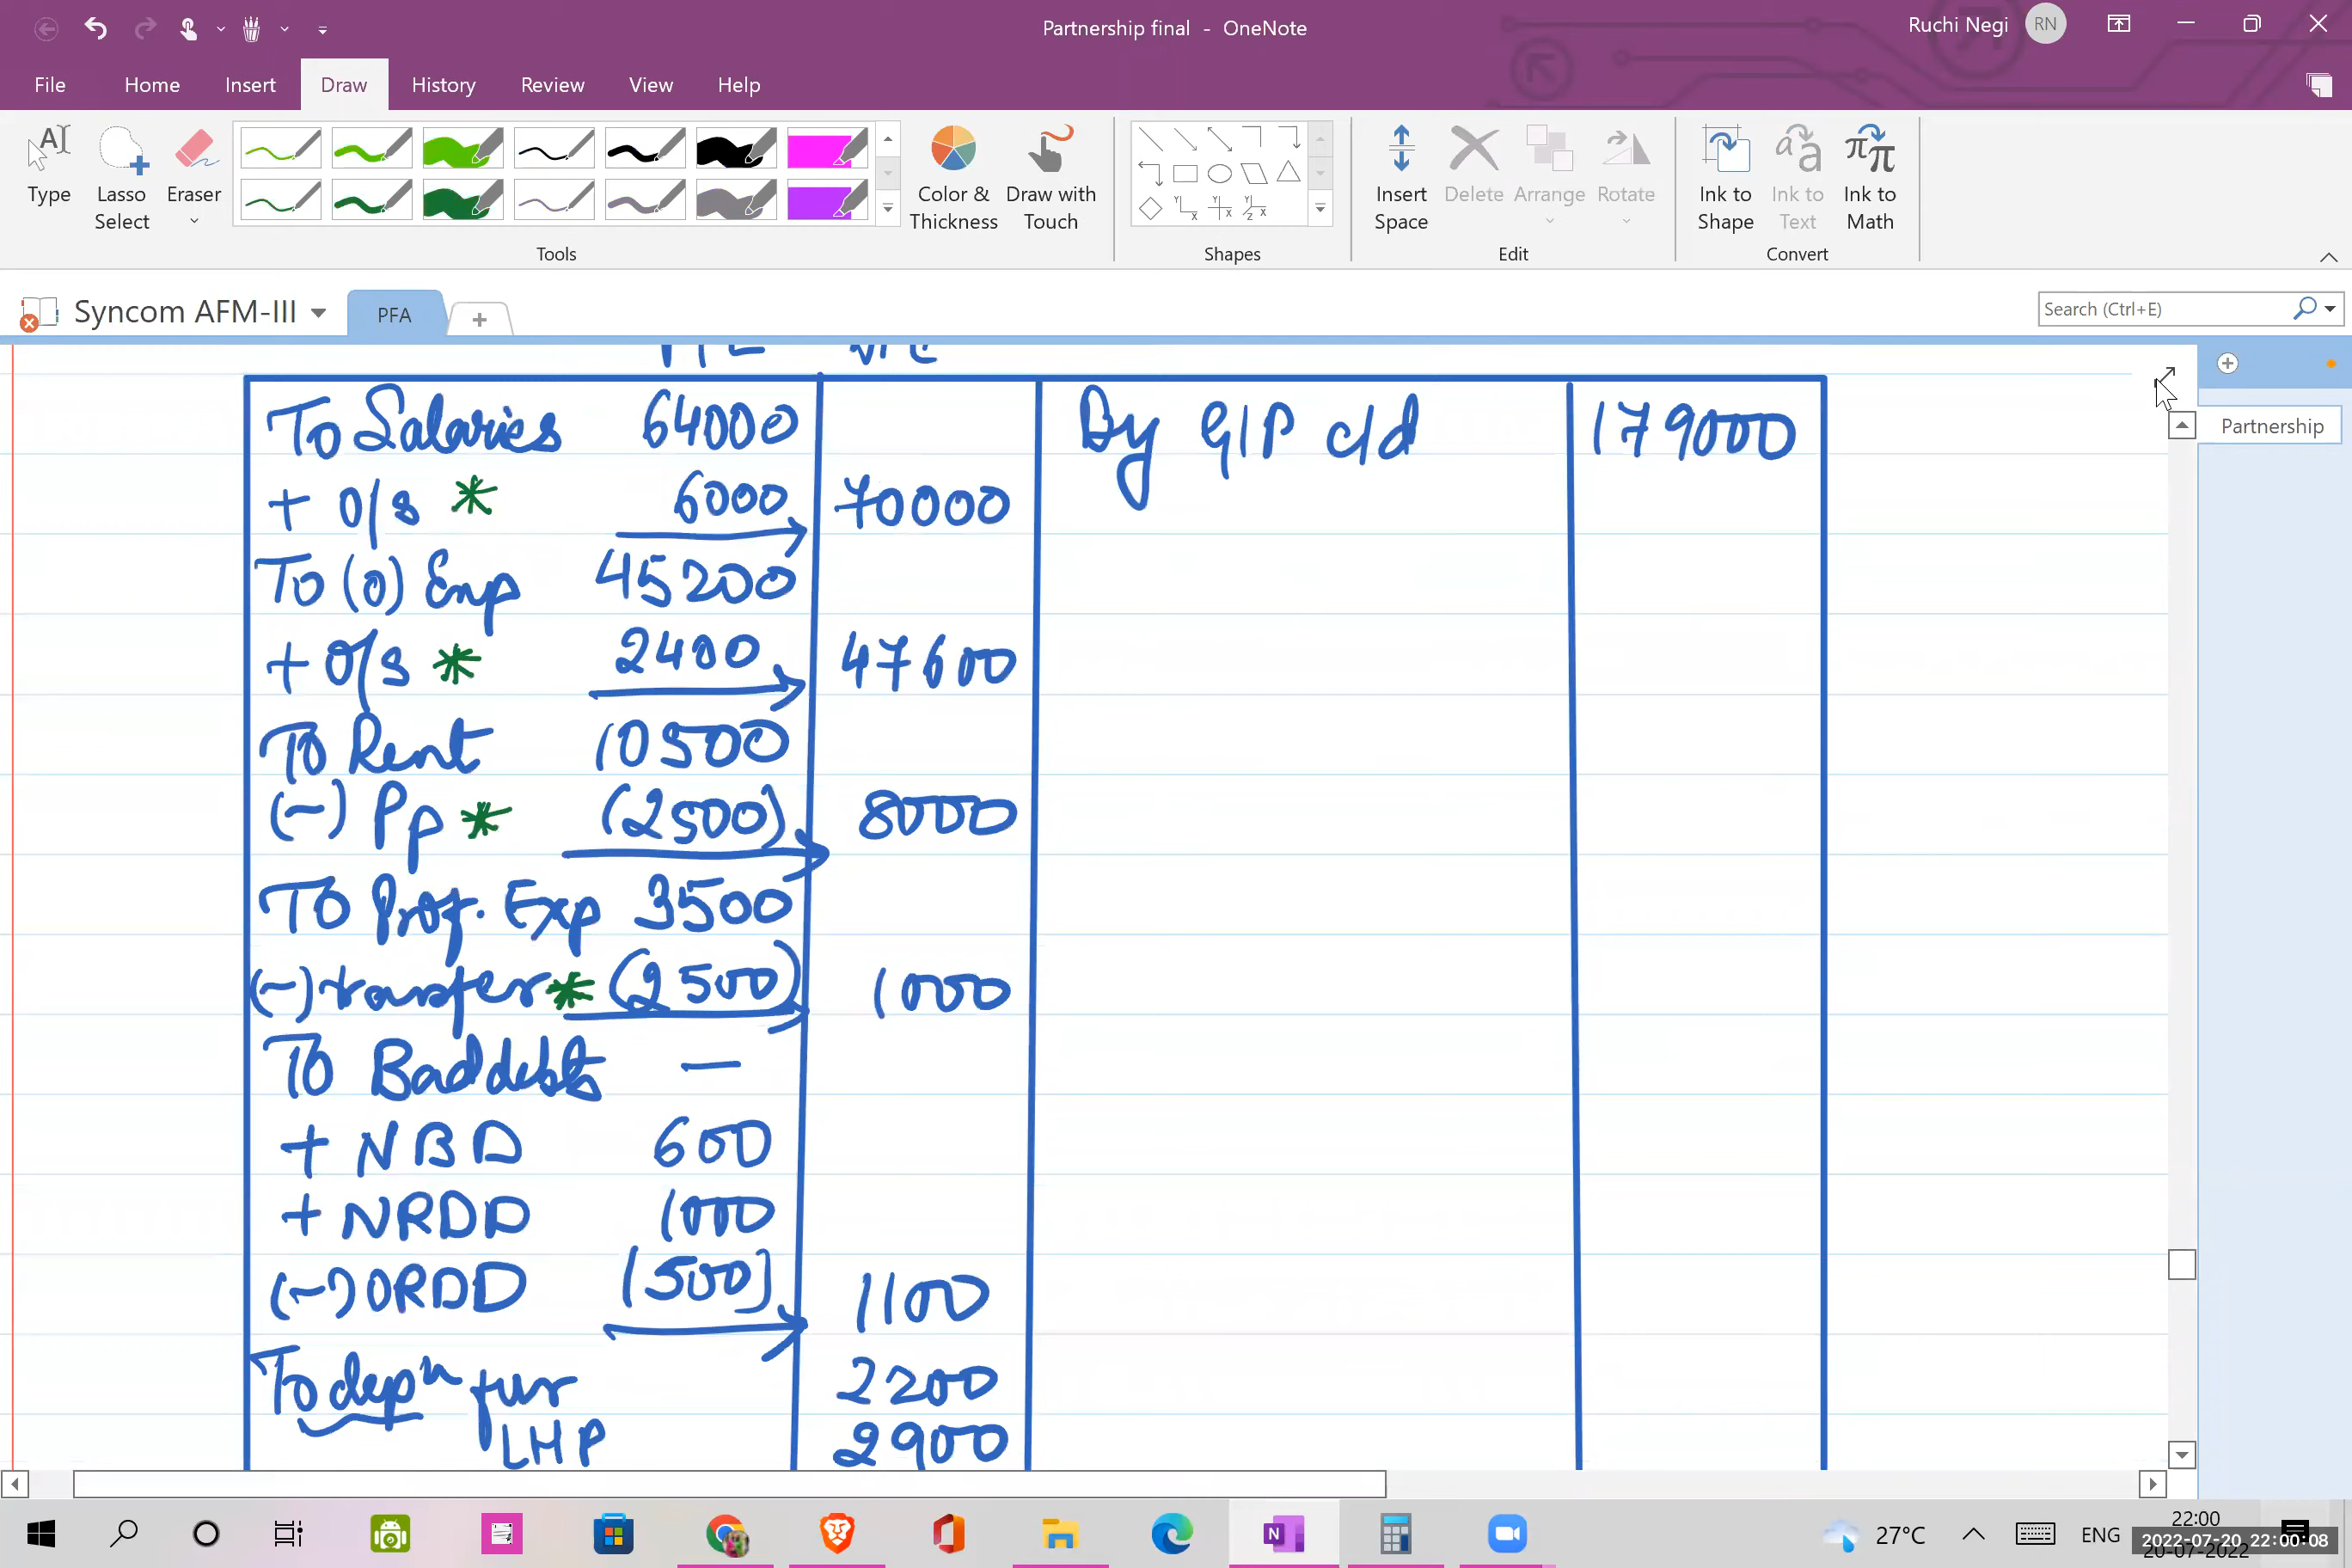 Partnership final - OneNote
Ruchi Negi
RN
File
Home
Insert
Draw
History
Review
View
Help
Type
Lasso Select
Eraser
Color & Thickness
Draw with Touch
Insert Space
Delete
Arrange
Rotate
Ink to Shape
Ink to Text
Ink to Math
Tools
Shapes
Edit
Convert
Syncom AFM-III
PFA
Search (Ctrl+E)
Partnership
To Salaries 64000 By G/P c/d 179000
+ O/s * 6000 70000
To (O) Exp 45200
+ O/s * 2400 47600
To Rent 10500
(-) Pp * (2500) 8000
To Prof. Exp 3500
(-) transfer * (2500) 1000
To Bad debts —
+ NBD 600
+ NRDD 1000
(-) ORDD (500) 1100
To depn fur 2200
LHP 2900
27°C
ENG
22:00
2022-07-20_22:00:08